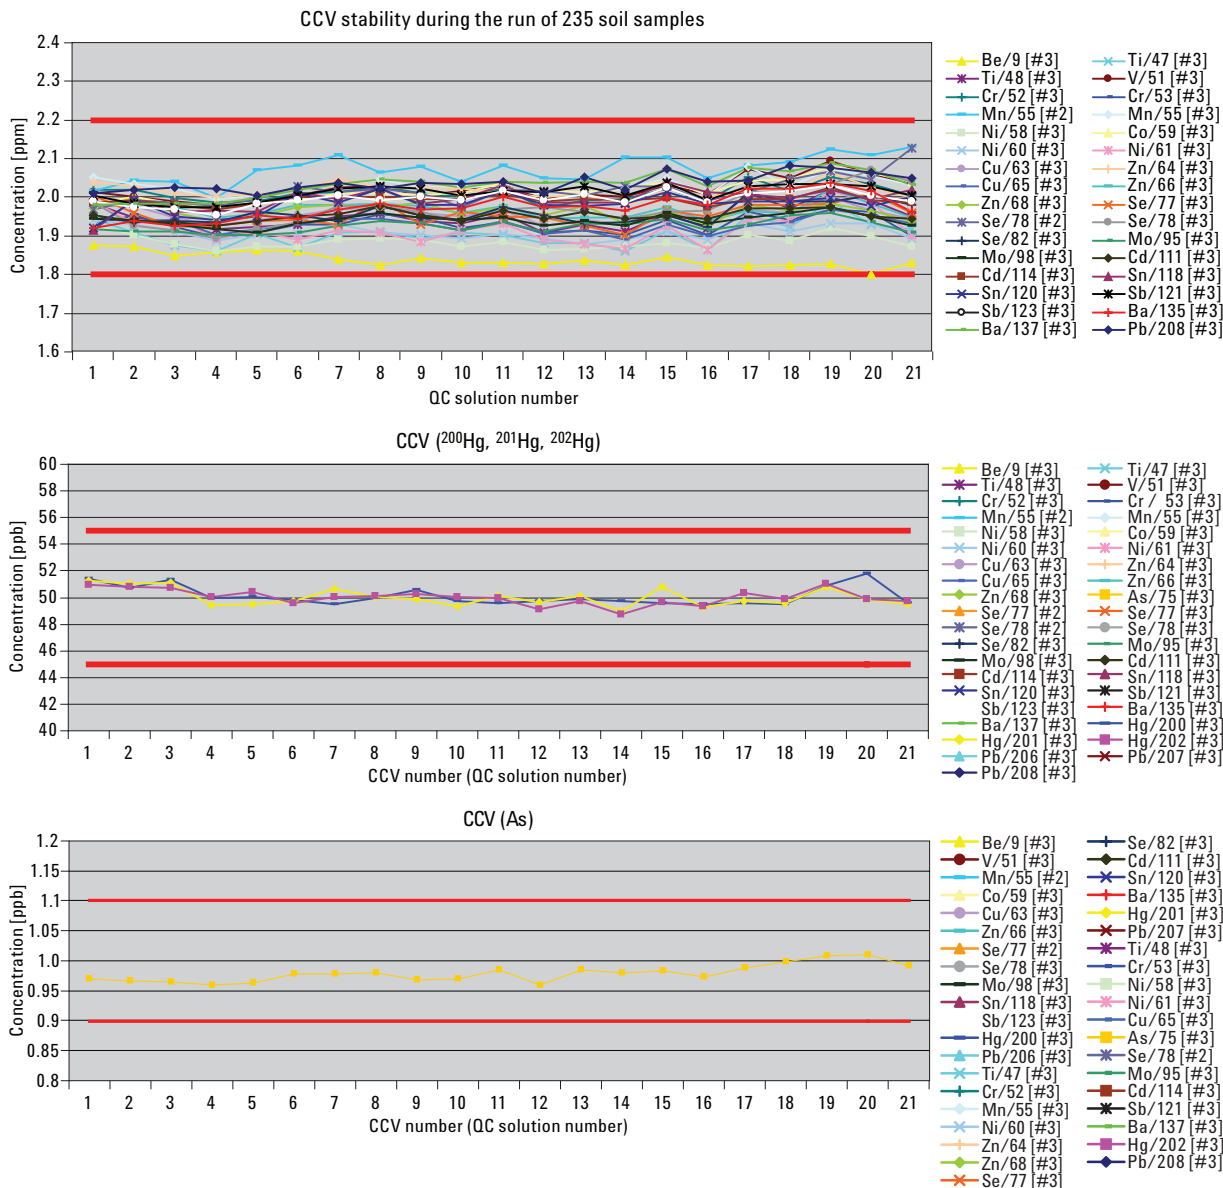 CCV stability during the run of 235 soil samples
Concentration [ppm]
2.4
2.3
2.2
2.1
2.0
1.9
1.8
1.7
1.6
1 2 3 4 5 6 7 8 9 10 11 12 13 14 15 16 17 18 19 20 21
QC solution number
Be/9 [#3] Ti/47 [#3]
Ti/48 [#3] V/51 [#3]
Cr/52 [#3] Cr/53 [#3]
Mn/55 [#2] Mn/55 [#3]
Ni/58 [#3] Co/59 [#3]
Ni/60 [#3] Ni/61 [#3]
Cu/63 [#3] Zn/64 [#3]
Cu/65 [#3] Zn/66 [#3]
Zn/68 [#3] Se/77 [#3]
Se/78 [#2] Se/78 [#3]
Se/82 [#3] Mo/95 [#3]
Mo/98 [#3] Cd/111 [#3]
Cd/114 [#3] Sn/118 [#3]
Sn/120 [#3] Sb/121 [#3]
Sb/123 [#3] Ba/135 [#3]
Ba/137 [#3] Pb/208 [#3]
CCV (200Hg, 201Hg, 202Hg)
Concentration [ppb]
60
58
56
54
52
50
48
46
44
42
40
1 2 3 4 5 6 7 8 9 10 11 12 13 14 15 16 17 18 19 20 21
CCV number (QC solution number)
Be/9 [#3] Ti/47 [#3]
Ti/48 [#3] V/51 [#3]
Cr/52 [#3] Cr / 53 [#3]
Mn/55 [#2] Mn/55 [#3]
Ni/58 [#3] Co/59 [#3]
Ni/60 [#3] Ni/61 [#3]
Cu/63 [#3] Zn/64 [#3]
Cu/65 [#3] Zn/66 [#3]
Zn/68 [#3] As/75 [#3]
Se/77 [#2] Se/77 [#3]
Se/78 [#2] Se/78 [#3]
Se/82 [#3] Mo/95 [#3]
Mo/98 [#3] Cd/111 [#3]
Cd/114 [#3] Sn/118 [#3]
Sn/120 [#3] Sb/121 [#3]
Sb/123 [#3] Ba/135 [#3]
Ba/137 [#3] Hg/200 [#3]
Hg/201 [#3] Hg/202 [#3]
Pb/206 [#3] Pb/207 [#3]
Pb/208 [#3]
CCV (As)
Concentration [ppb]
1.2
1.15
1.1
1.05
1.0
0.95
0.9
0.85
0.8
1 2 3 4 5 6 7 8 9 10 11 12 13 14 15 16 17 18 19 20 21
CCV number (QC solution number)
Be/9 [#3] Se/82 [#3]
V/51 [#3] Cd/111 [#3]
Mn/55 [#2] Sn/120 [#3]
Co/59 [#3] Ba/135 [#3]
Cu/63 [#3] Hg/201 [#3]
Zn/66 [#3] Pb/207 [#3]
Se/77 [#2] Ti/48 [#3]
Se/78 [#3] Cr/53 [#3]
Mo/98 [#3] Ni/58 [#3]
Sn/118 [#3] Ni/61 [#3]
Sb/123 [#3] Cu/65 [#3]
Hg/200 [#3] As/75 [#3]
Pb/206 [#3] Se/78 [#2]
Ti/47 [#3] Mo/95 [#3]
Cr/52 [#3] Cd/114 [#3]
Mn/55 [#3] Sb/121 [#3]
Ni/60 [#3] Ba/137 [#3]
Zn/64 [#3] Hg/202 [#3]
Zn/68 [#3] Pb/208 [#3]
Se/77 [#3]